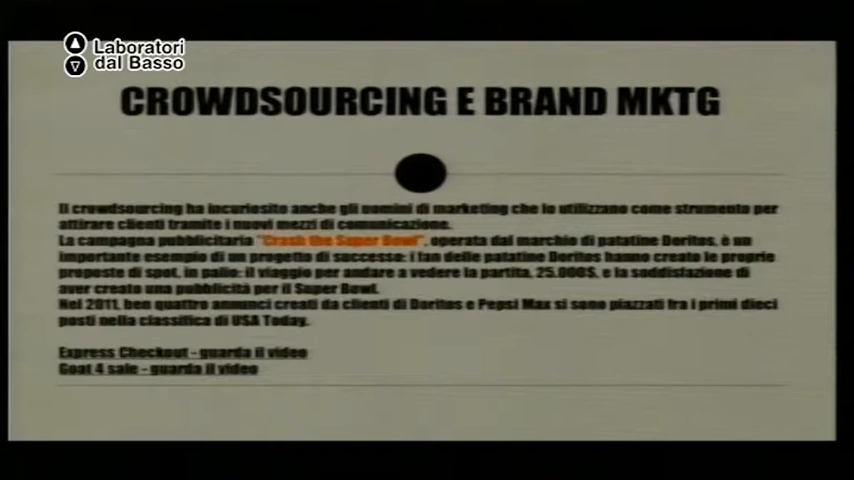 Laboratori
dal Basso
CROWDSOURCING E BRAND MKTG
Il crowdsourcing ha incuriosito anche gli uomini di marketing che lo utilizzano come strumento per
attirare clienti tramite i nuovi mezzi di comunicazione.
La campagna pubblicitaria "Crash the Super Bowl", operata dal marchio di patatine Doritos, è un
importante esempio di un progetto di successo: i fan delle patatine Doritos hanno creato le proprie
proposte di spot, in palio: il viaggio per andare a vedere la partita, 25.000$, e la soddisfazione di
aver creato una pubblicità per il Super Bowl.
Nel 2011, ben quattro annunci creati da clienti di Doritos e Pepsi Max si sono piazzati fra i primi dieci
posti nella classifica di USA Today.
Express Checkout - guarda il video
Goat 4 sale - guarda il video